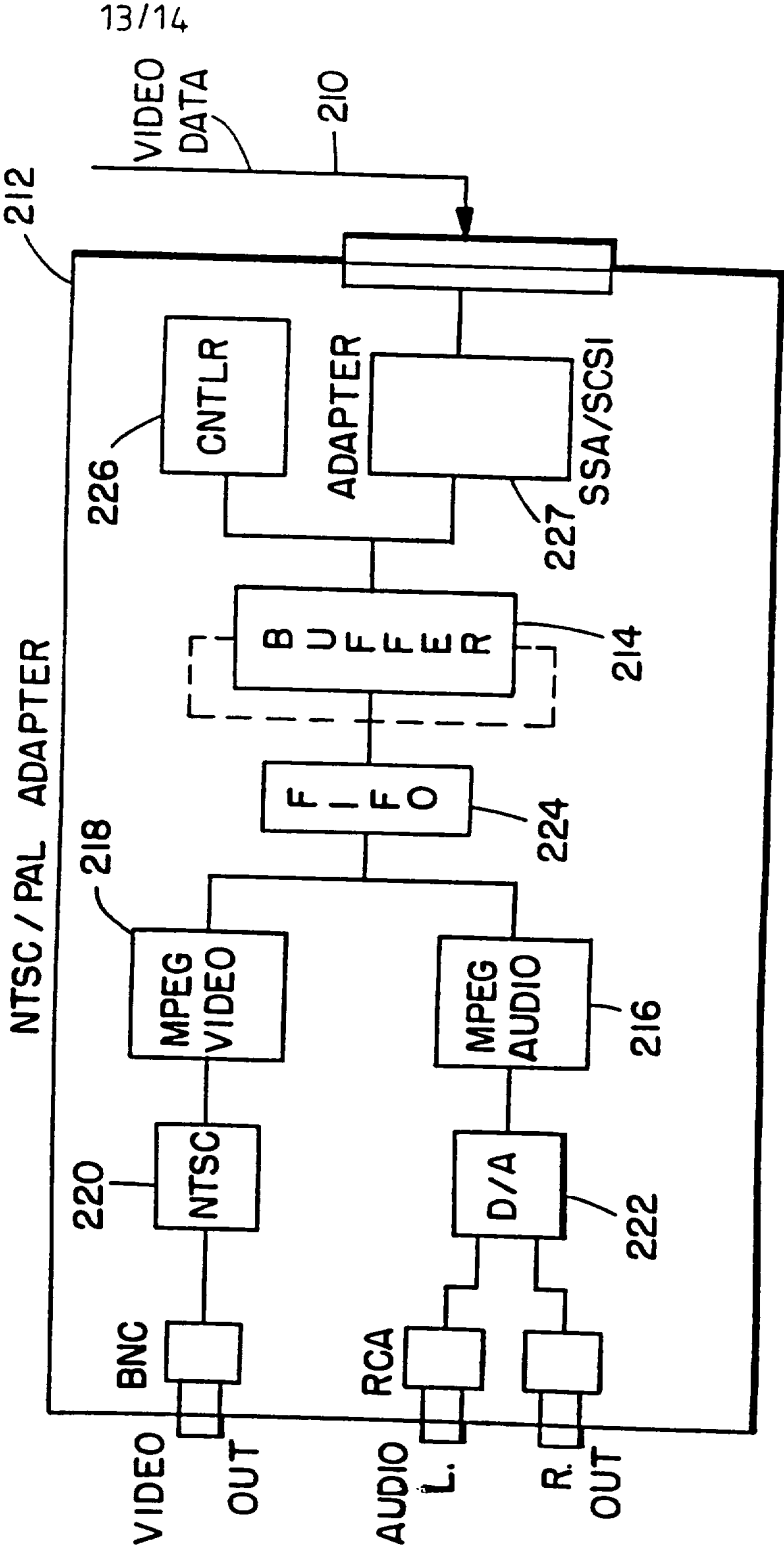 13/14
NTSC / PAL ADAPTER
212
VIDEO
DATA
210
VIDEO
OUT
BNC
220
NTSC
218
MPEG
VIDEO
226
CNTLR
AUDIO
L.
R.
OUT
RCA
D/A
222
MPEG
AUDIO
216
FIFO
224
BUFFER
214
ADAPTER
227
SSA/SCSI